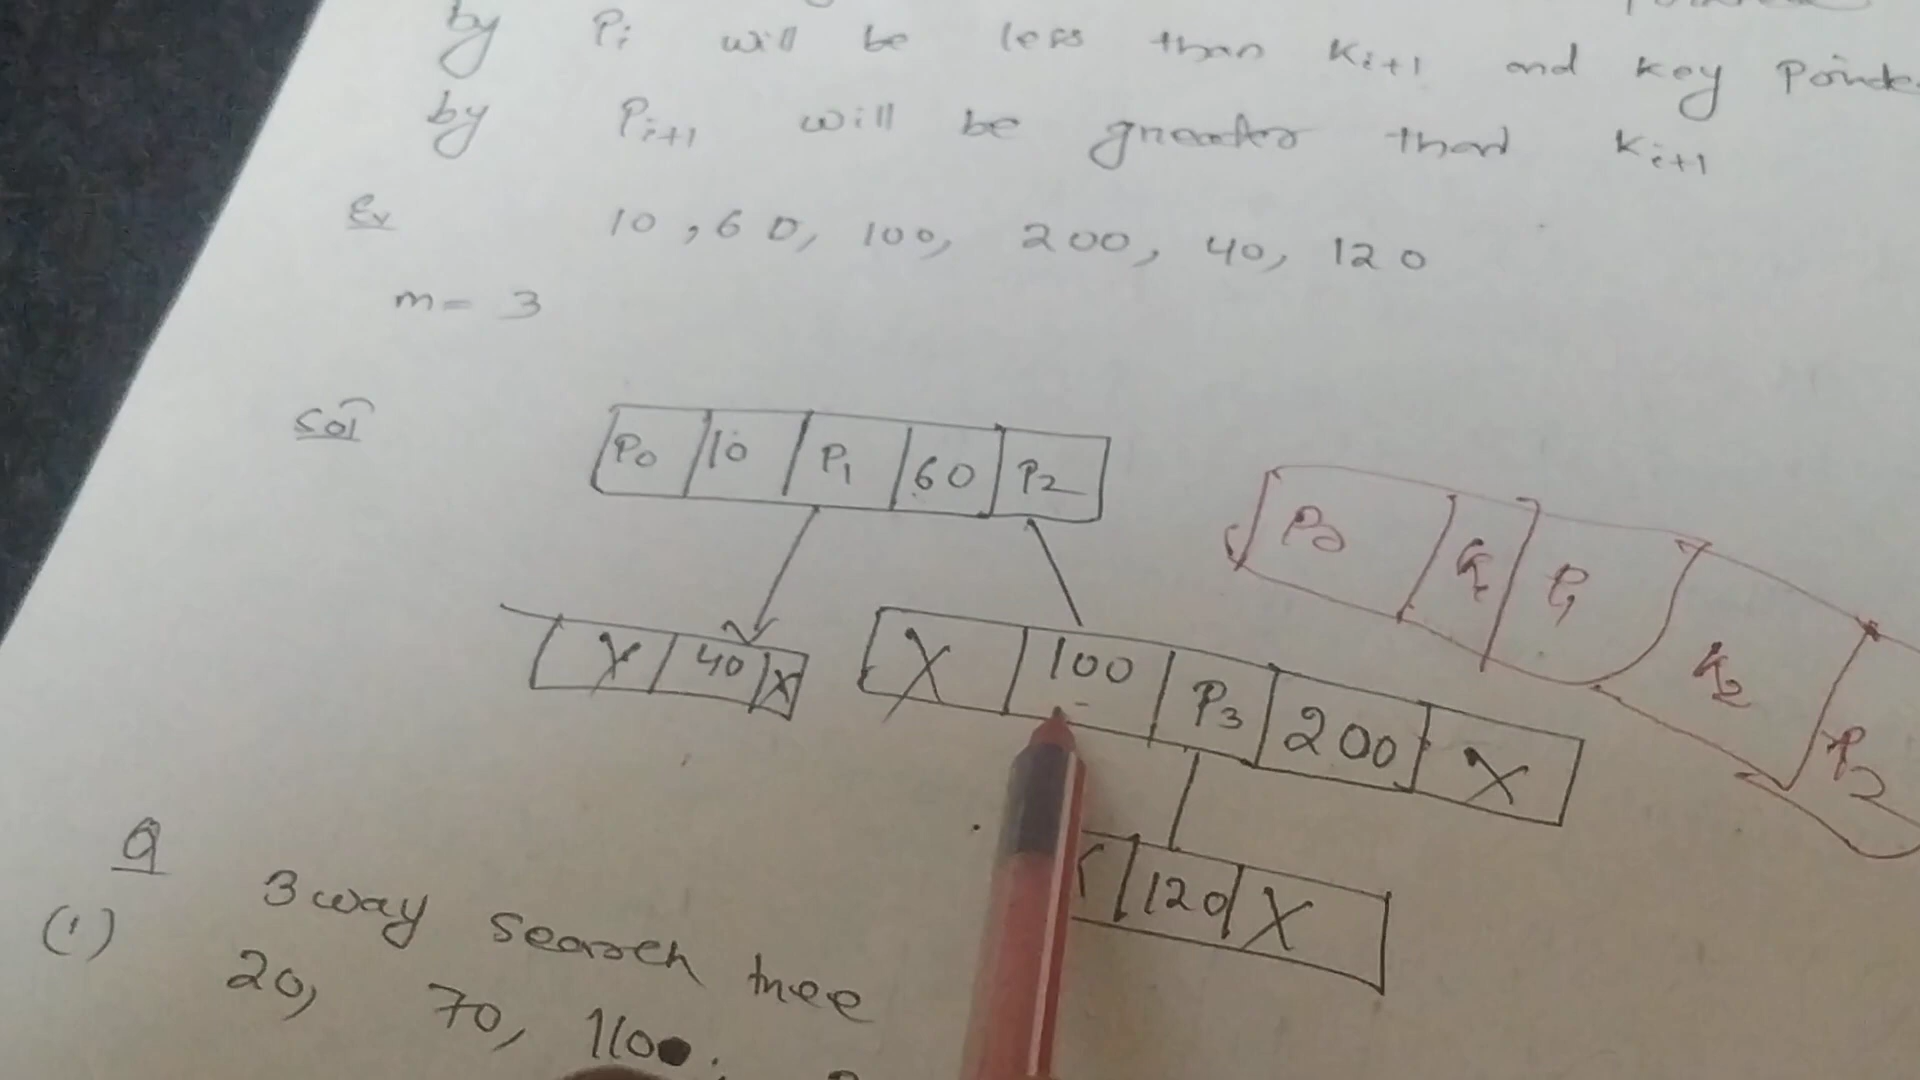 by Pi will be less than Ki+1 and key pointe
by Pi+1 will be greater than Ki+1
Ex 10, 60, 100, 200, 40, 120
m = 3
Sol
P0 10 P1 60 P2
P0 K1 P1 K2 P2
X 40 X
X 100 P3 200 X
120 X
Q
(1) 3 way search tree
20, 70, 110